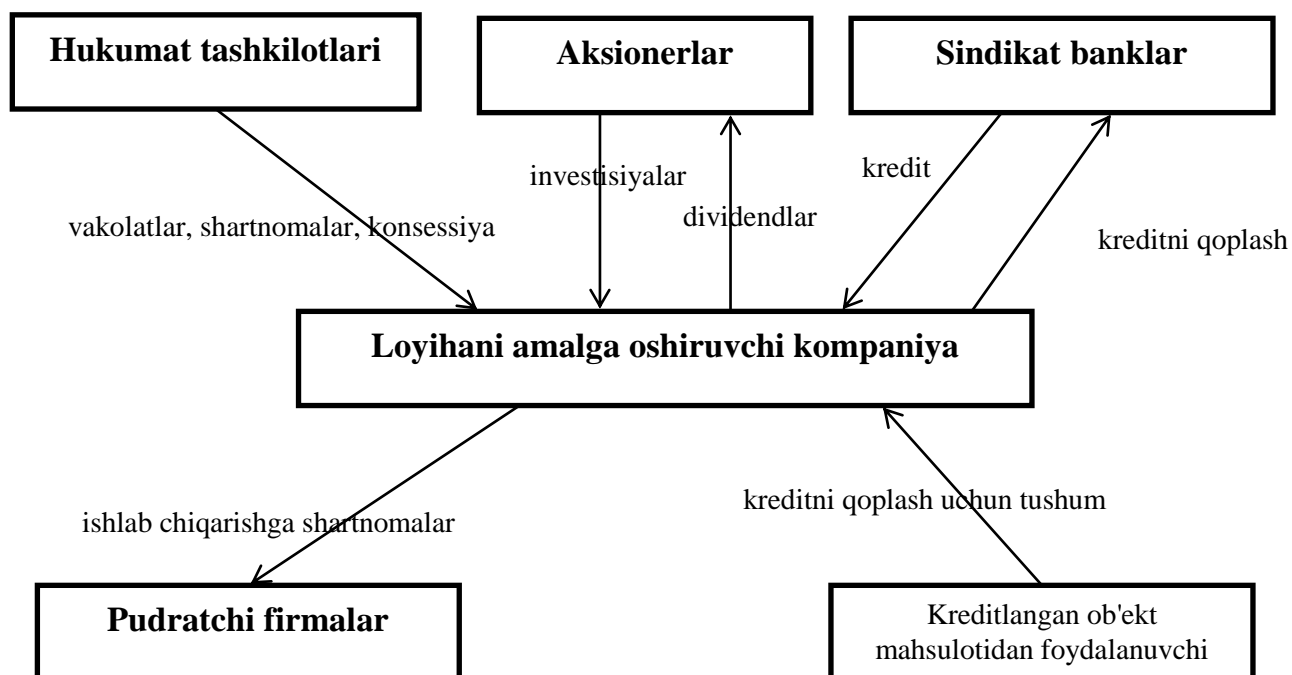 Hukumat tashkilotlari
Aksionerlar
Sindikat banklar
investisiyalar
kredit
vakolatlar, shartnomalar, konsessiya
dividendlar
kreditni qoplash
Loyihani amalga oshiruvchi kompaniya
ishlab chiqarishga shartnomalar
kreditni qoplash uchun tushum
Pudratchi firmalar
Kreditlangan ob'ekt
mahsulotidan foydalanuvchi